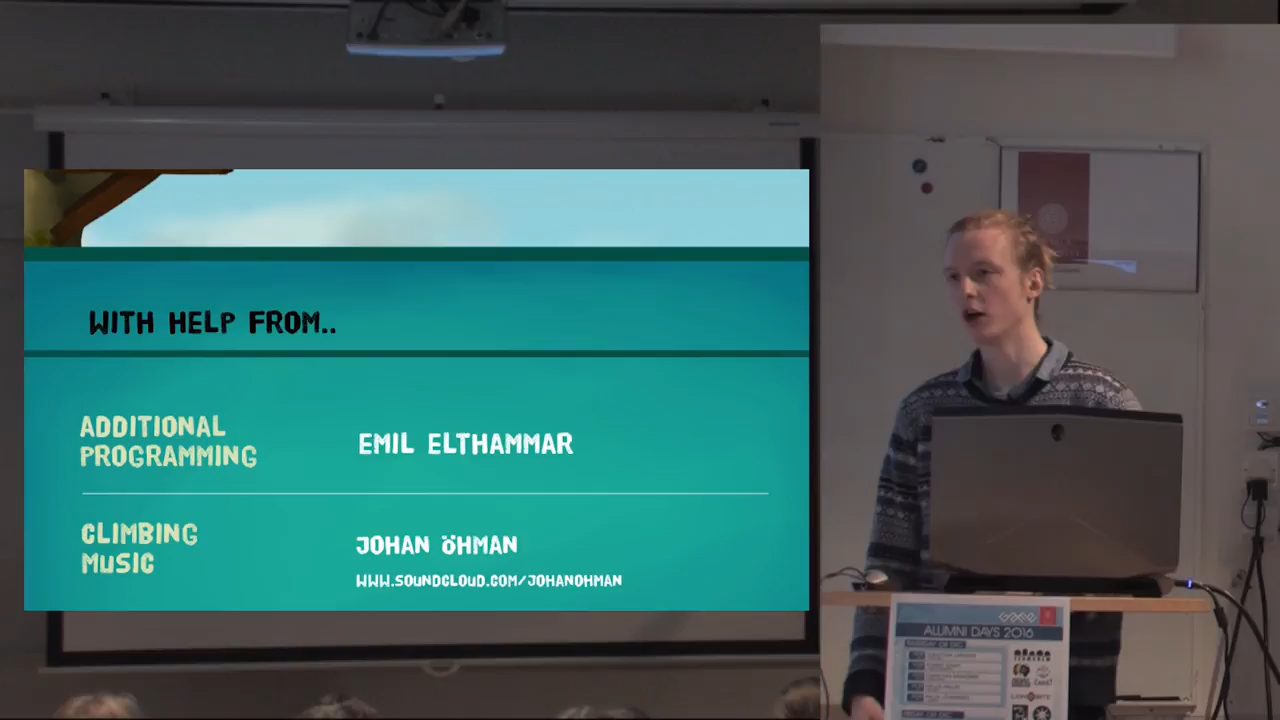 WITH HELP FROM..
ADDITIONAL
PROGRAMMING
EMIL ELTHAMMAR
CLIMBING
MUSIC
JOHAN ÖHMAN
WWW.SOUNDCLOUD.COM/JOHANOHMAN
ALUMNI DAYS 2016